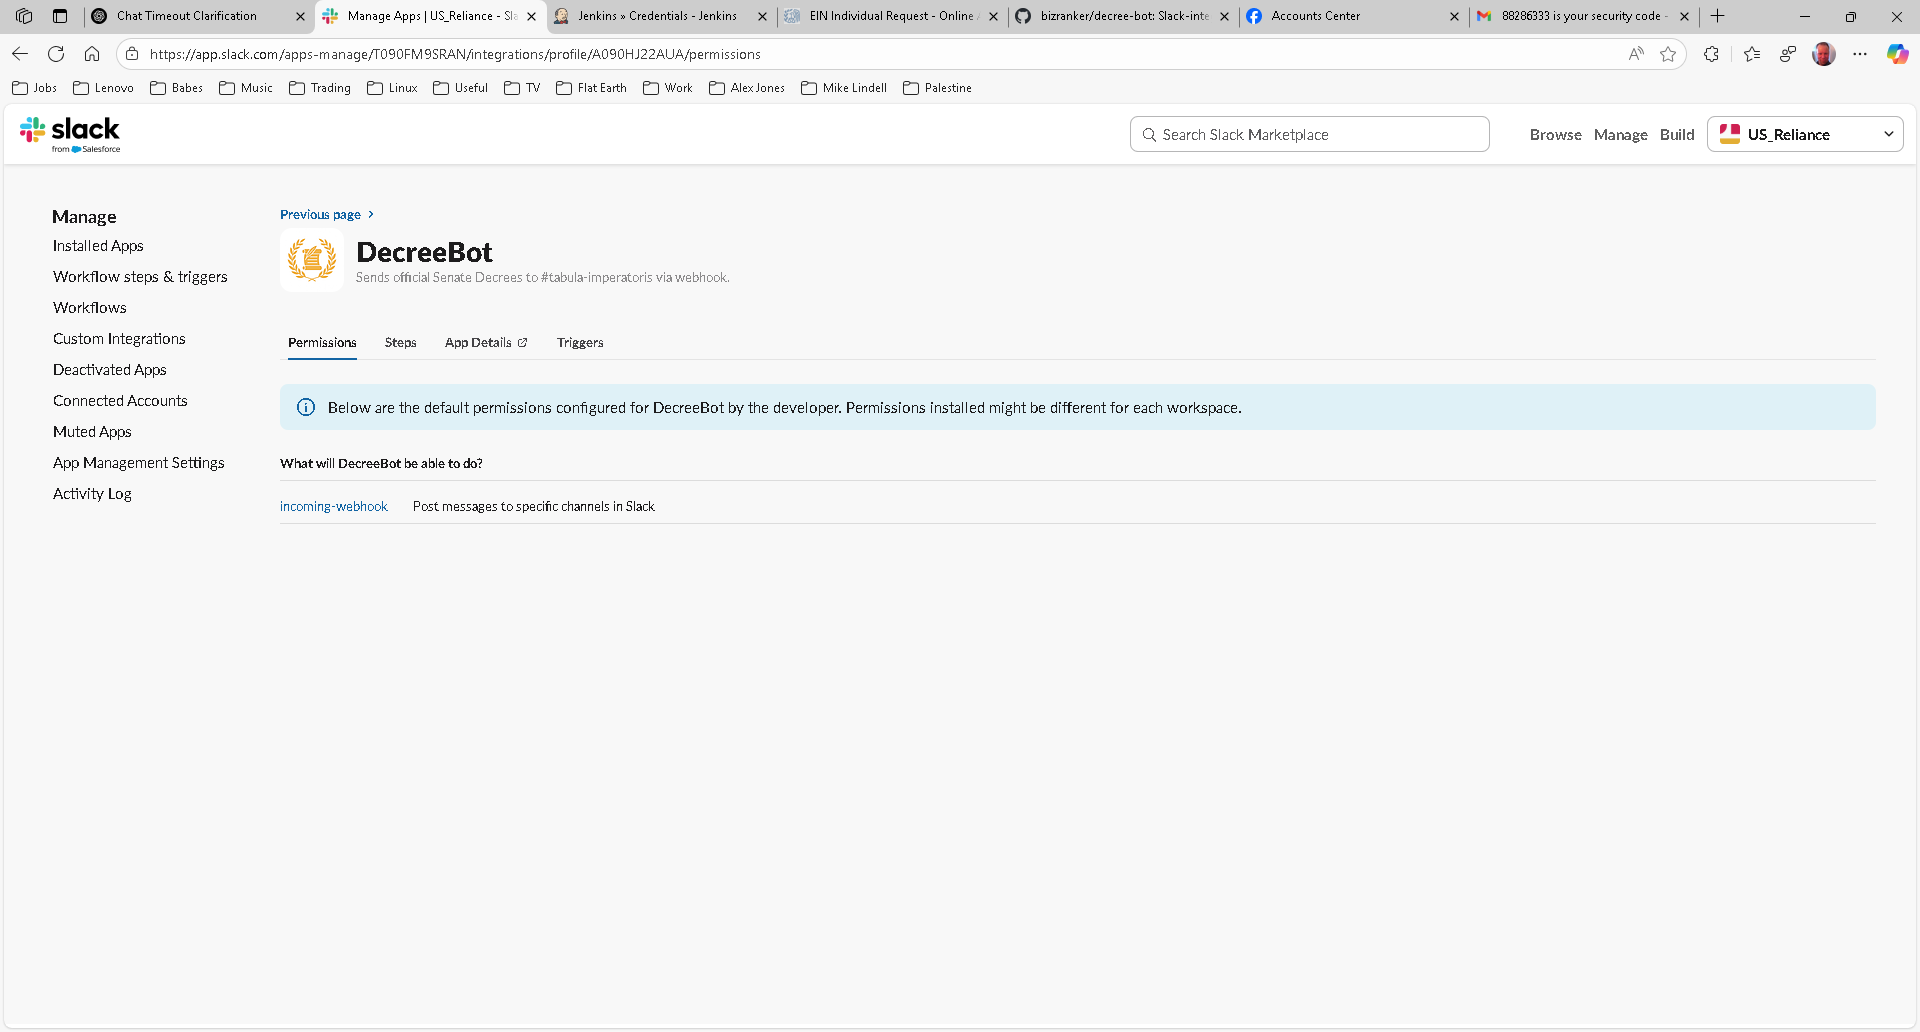 Chat Timeout Clarification
Manage Apps | US_Reliance - Sla
Jenkins » Credentials - Jenkins
EIN Individual Request - Online
bizranker/decree-bot: Slack-inte
Accounts Center
88286333 is your security code -
https://app.slack.com/apps-manage/T090FM9SRAN/integrations/profile/A090HJ22AUA/permissions
Jobs
Lenovo
Babes
Music
Trading
Linux
Useful
TV
Flat Earth
Work
Alex Jones
Mike Lindell
Palestine
slack
from Salesforce
Search Slack Marketplace
Browse
Manage
Build
US_Reliance
Manage
Installed Apps
Workflow steps & triggers
Workflows
Custom Integrations
Deactivated Apps
Connected Accounts
Muted Apps
App Management Settings
Activity Log
Previous page
DecreeBot
Sends official Senate Decrees to #tabula-imperatoris via webhook.
Permissions
Steps
App Details
Triggers
Below are the default permissions configured for DecreeBot by the developer. Permissions installed might be different for each workspace.
What will DecreeBot be able to do?
incoming-webhook
Post messages to specific channels in Slack